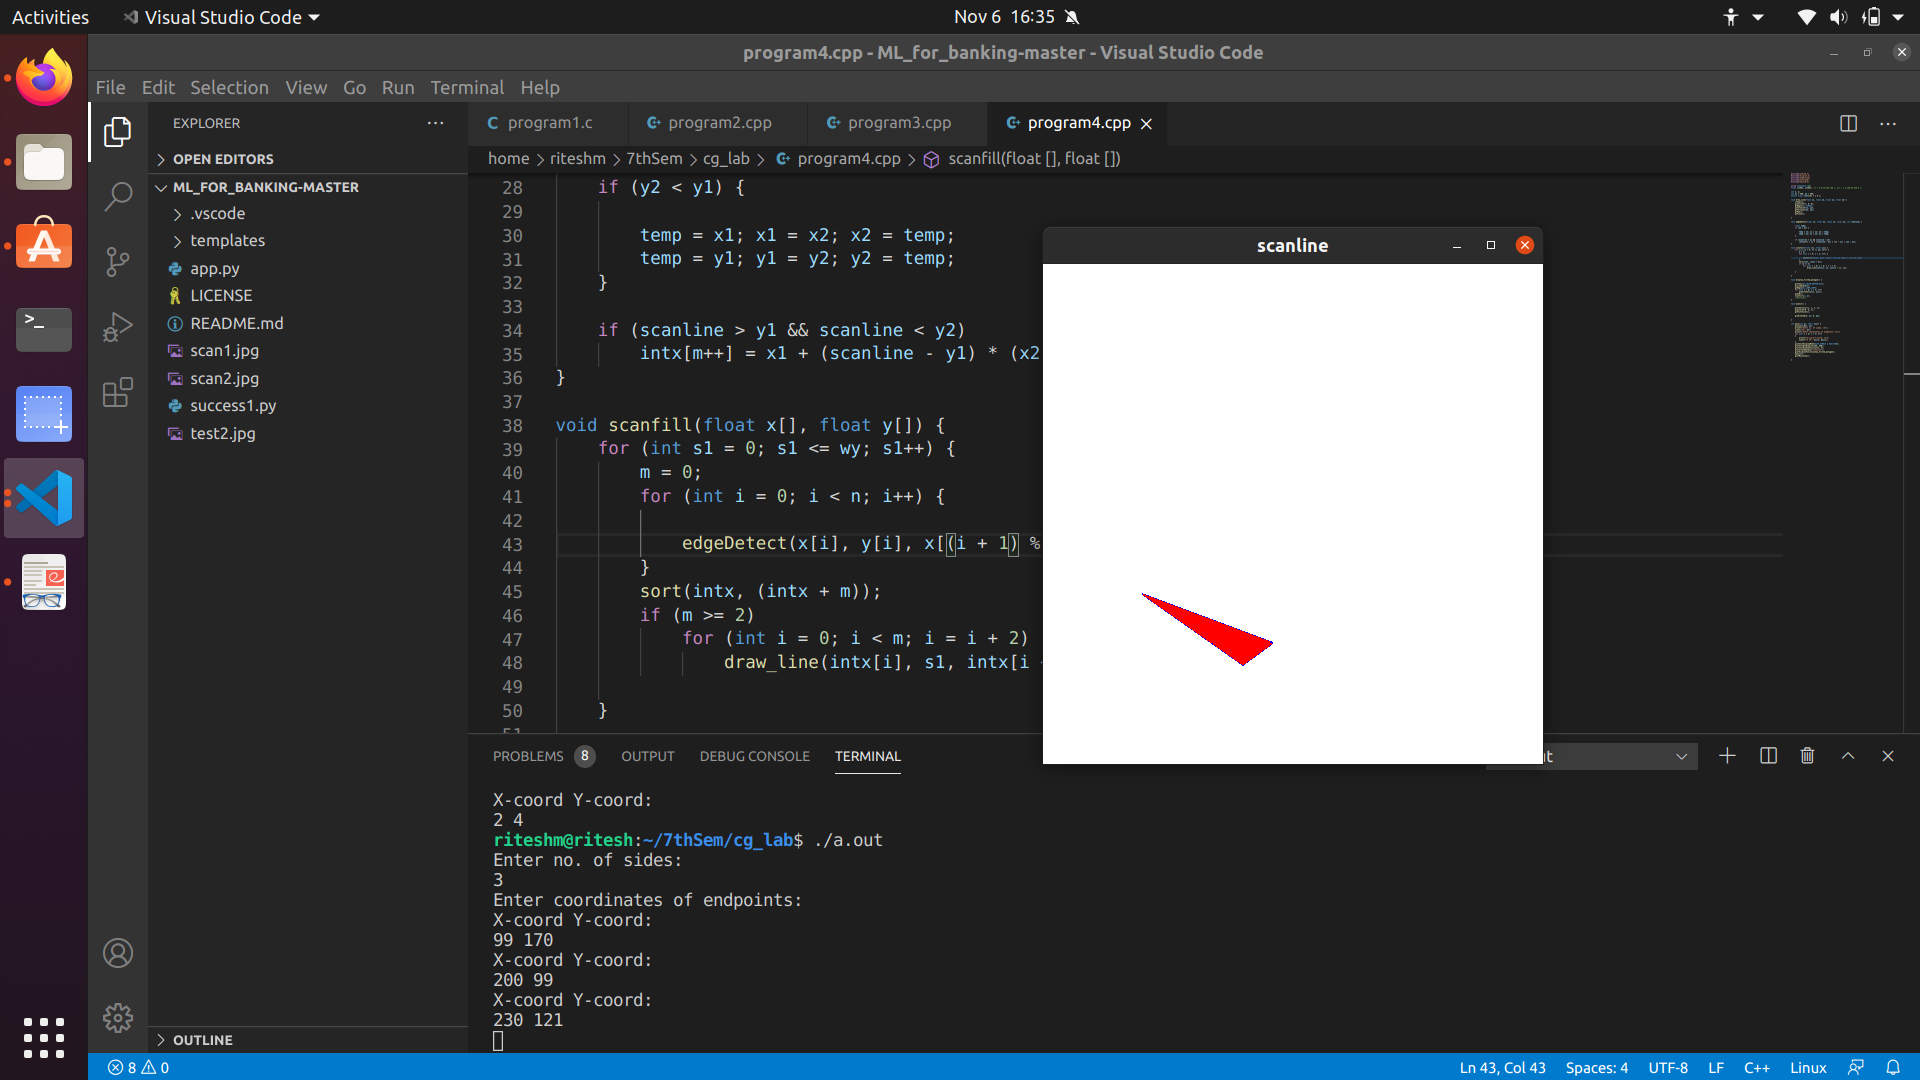 Activities
Visual Studio Code
Nov 6 16:35
program4.cpp - ML_for_banking-master - Visual Studio Code
File Edit Selection View Go Run Terminal Help
EXPLORER
program1.c program2.cpp program3.cpp program4.cpp
home > riteshm > 7thSem > cg_lab > program4.cpp > scanfill(float [], float [])
OPEN EDITORS
ML_FOR_BANKING-MASTER
.vscode
templates
app.py
LICENSE
README.md
scan1.jpg
scan2.jpg
success1.py
test2.jpg
OUTLINE
28 if (y2 < y1) {
29
30 temp = x1; x1 = x2; x2 = temp;
31 temp = y1; y1 = y2; y2 = temp;
32 }
33
34 if (scanline > y1 && scanline < y2)
35 intx[m++] = x1 + (scanline - y1) * (x2
36 }
37
38 void scanfill(float x[], float y[]) {
39 for (int s1 = 0; s1 <= wy; s1++) {
40 m = 0;
41 for (int i = 0; i < n; i++) {
42
43 edgeDetect(x[i], y[i], x[(i + 1) %
44 }
45 sort(intx, (intx + m));
46 if (m >= 2)
47 for (int i = 0; i < m; i = i + 2)
48 draw_line(intx[i], s1, intx[i
49
50 }
51
scanline
PROBLEMS 8 OUTPUT DEBUG CONSOLE TERMINAL
X-coord Y-coord:
2 4
riteshm@ritesh:~/7thSem/cg_lab$ ./a.out
Enter no. of sides:
3
Enter coordinates of endpoints:
X-coord Y-coord:
99 170
X-coord Y-coord:
200 99
X-coord Y-coord:
230 121
8 0
Ln 43, Col 43 Spaces: 4 UTF-8 LF C++ Linux